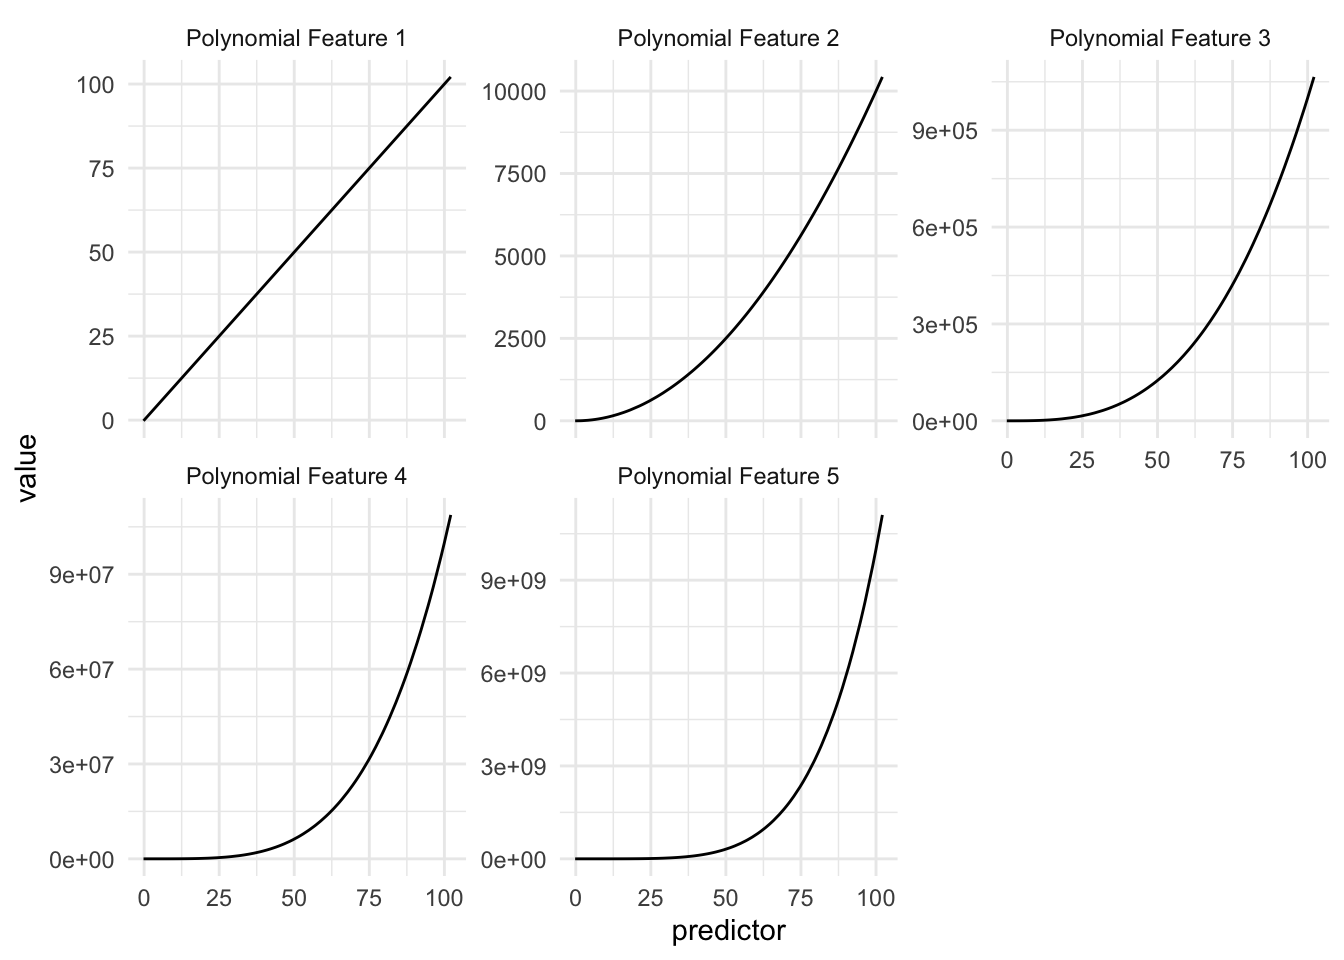 Polynomial Feature 1
Polynomial Feature 2
Polynomial Feature 3
100
75
50
25
0
10000
7500
5000
2500
0
9e+05
6e+05
3e+05
0e+00
0 25 50 75 100
value
Polynomial Feature 4
Polynomial Feature 5
9e+07
6e+07
3e+07
0e+00
9e+09
6e+09
3e+09
0e+00
0 25 50 75 100
0 25 50 75 100
predictor